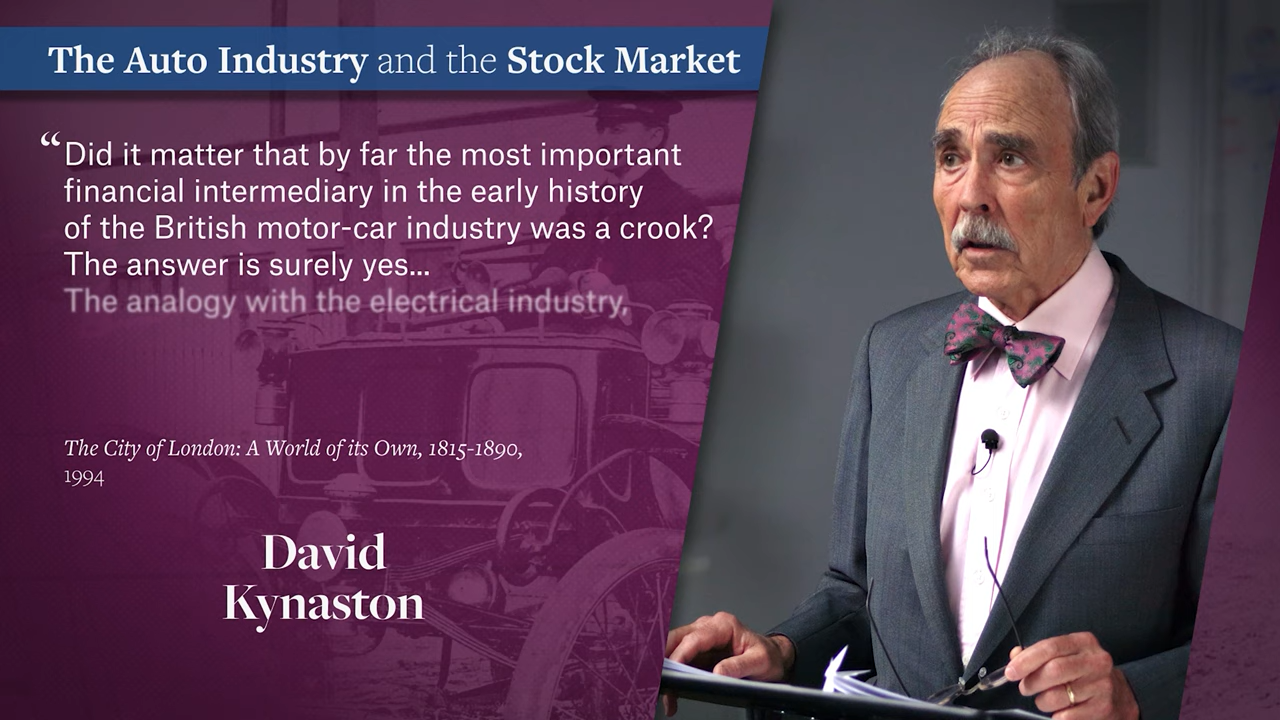 The Auto Industry and the Stock Market
“Did it matter that by far the most important
financial intermediary in the early history
of the British motor-car industry was a crook?
The answer is surely yes...
The analogy with the electrical industry,
The City of London: A World of its Own, 1815-1890,
1994
David
Kynaston